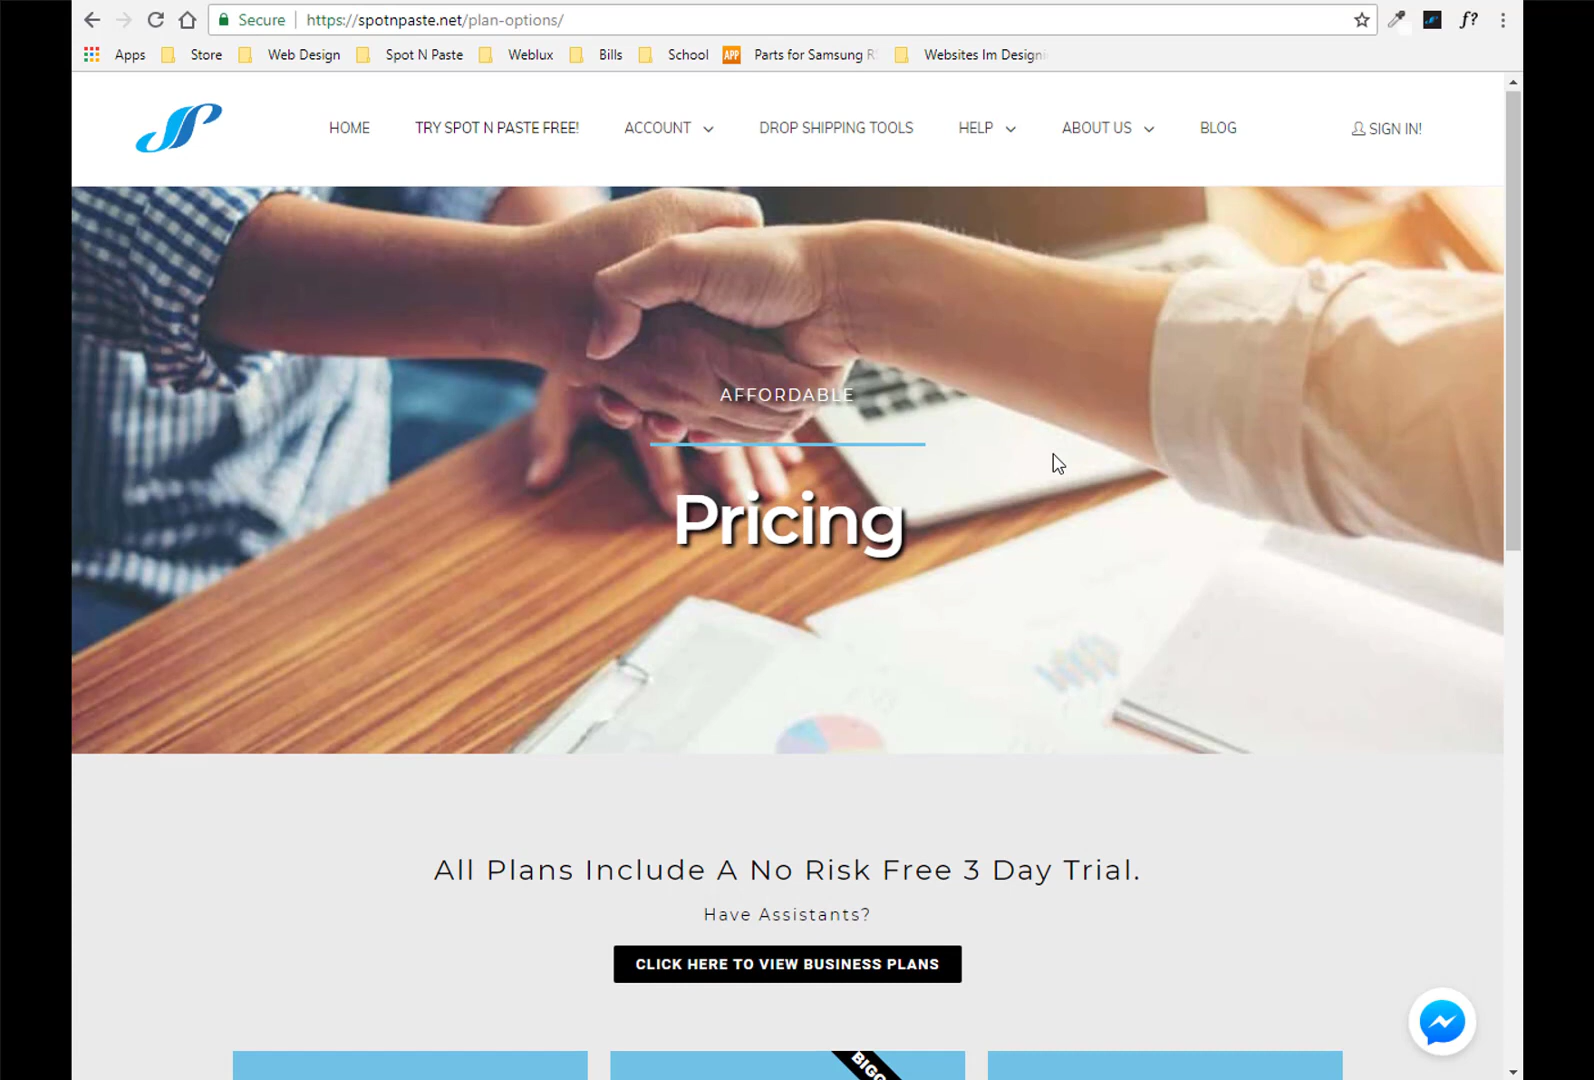 Secure | https://spotnpaste.net/plan-options/
f?
Apps Store Web Design Spot N Paste Weblux Bills School APP Parts for Samsung Websites Im Design
HOME TRY SPOT N PASTE FREE! ACCOUNT DROP SHIPPING TOOLS HELP ABOUT US BLOG SIGN IN!
AFFORDABLE
Pricing
All Plans Include A No Risk Free 3 Day Trial.
Have Assistants?
CLICK HERE TO VIEW BUSINESS PLANS